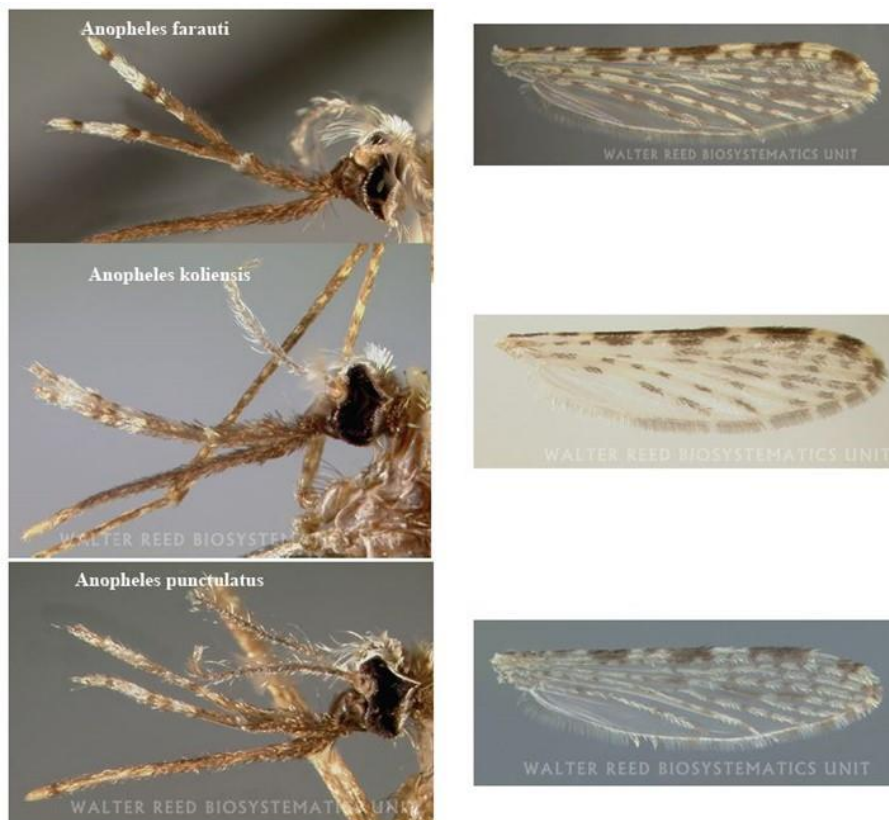 Anopheles farauti
WALTER REED BIOSYSTEMATICS UNIT
Anopheles koliensis
WALTER REED BIOSYSTEMATICS UNIT
WALTER REED BIOSYSTEMATICS UNIT
Anopheles punctulatus
WALTER REED BIOSYSTEMATICS UNIT
WALTER REED BIOSYSTEMATICS UNIT